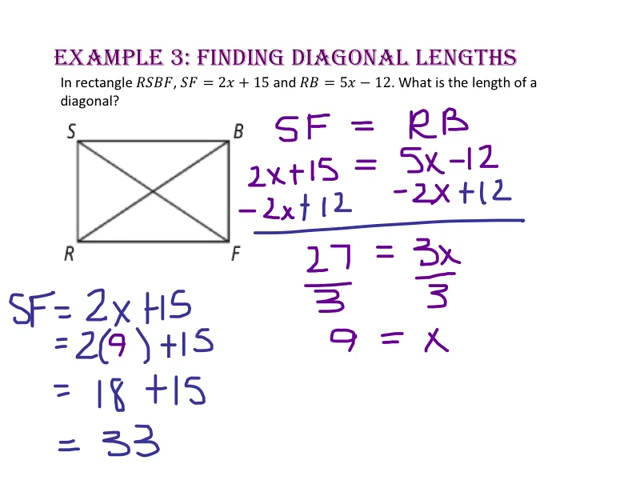 EXAMPLE 3: FINDING DIAGONAL LENGTHS
In rectangle RSBF, SF = 2x + 15 and RB = 5x − 12. What is the length of a
diagonal?
S B
R F
SF = RB
2x+15 = 5x-12
-2x+12 -2x+12
27 = 3x
3 3
9 = x
SF = 2x+15
= 2(9)+15
= 18 +15
= 33